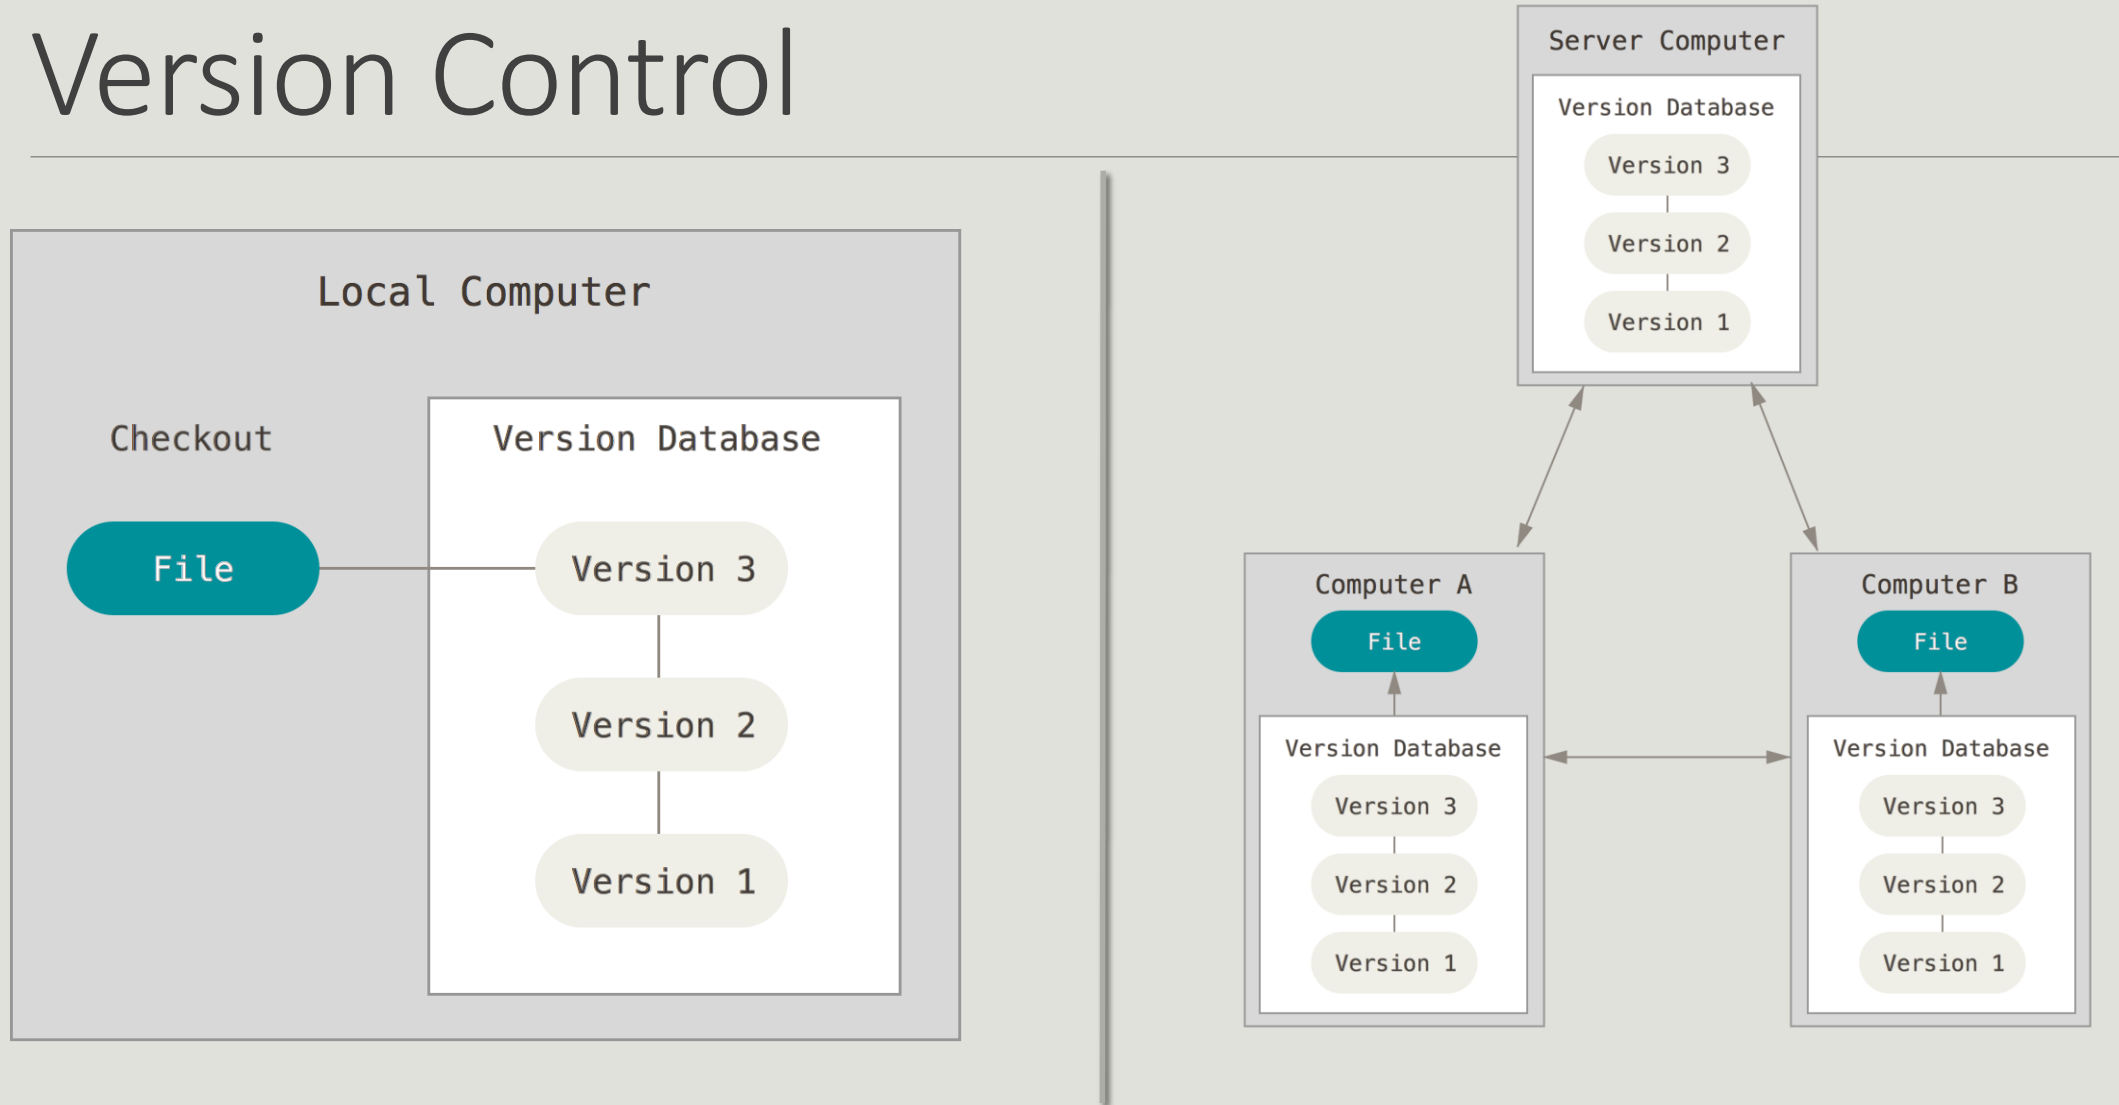 Version Control
Local Computer
Checkout
File
Version Database
Version 3
Version 2
Version 1
Server Computer
Version Database
Version 3
Version 2
Version 1
Computer A
File
Version Database
Version 3
Version 2
Version 1
Computer B
File
Version Database
Version 3
Version 2
Version 1